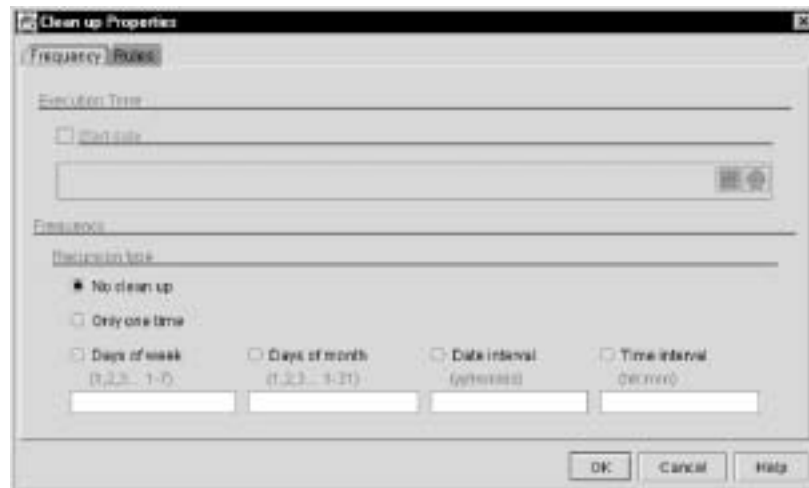 Clean up Properties
Frequency Rules
Execution Time
Start date
Frequency
Recursion type
No clean up
Only one time
Days of week Days of month Date interval Time interval
(1,2,3... 1-7) (1,2,3... 1-31) (hh:mm)
OK Cancel Help